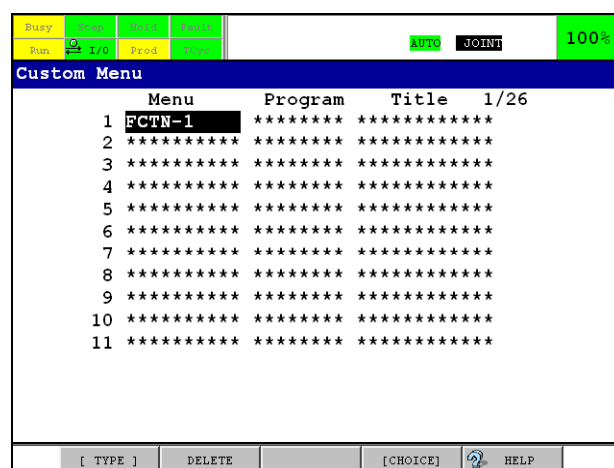 Busy Step Hold Fault
Run I/O Prod TCyc
AUTO JOINT
100%
Custom Menu
Menu Program Title 1/26
1 FCTN-1 ******** ************
2 ********** ******** ************
3 ********** ******** ************
4 ********** ******** ************
5 ********** ******** ************
6 ********** ******** ************
7 ********** ******** ************
8 ********** ******** ************
9 ********** ******** ************
10 ********** ******** ************
11 ********** ******** ************
[ TYPE ] DELETE [CHOICE] HELP